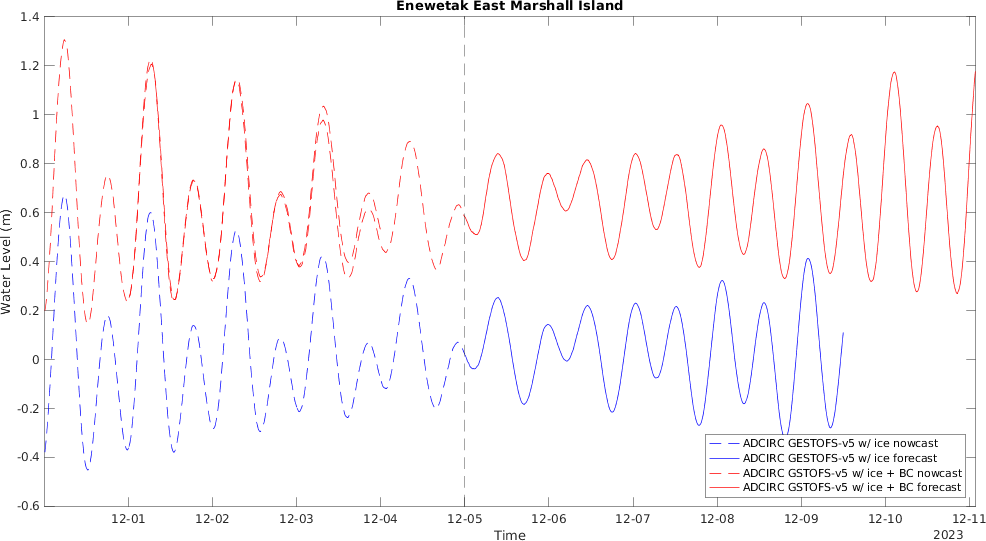 Enewetak East Marshall Island
1.4
1.2
1
0.8
0.6
0.4
0.2
0
-0.2
-0.4
-0.6
Water Level (m)
ADCIRC GESTOFS-v5 w/ ice nowcast
ADCIRC GESTOFS-v5 w/ ice forecast
ADCIRC GSTOFS-v5 w/ ice + BC nowcast
ADCIRC GSTOFS-v5 w/ ice + BC forecast
12-01 12-02 12-03 12-04 12-05 12-06 12-07 12-08 12-09 12-10 12-11
Time
2023